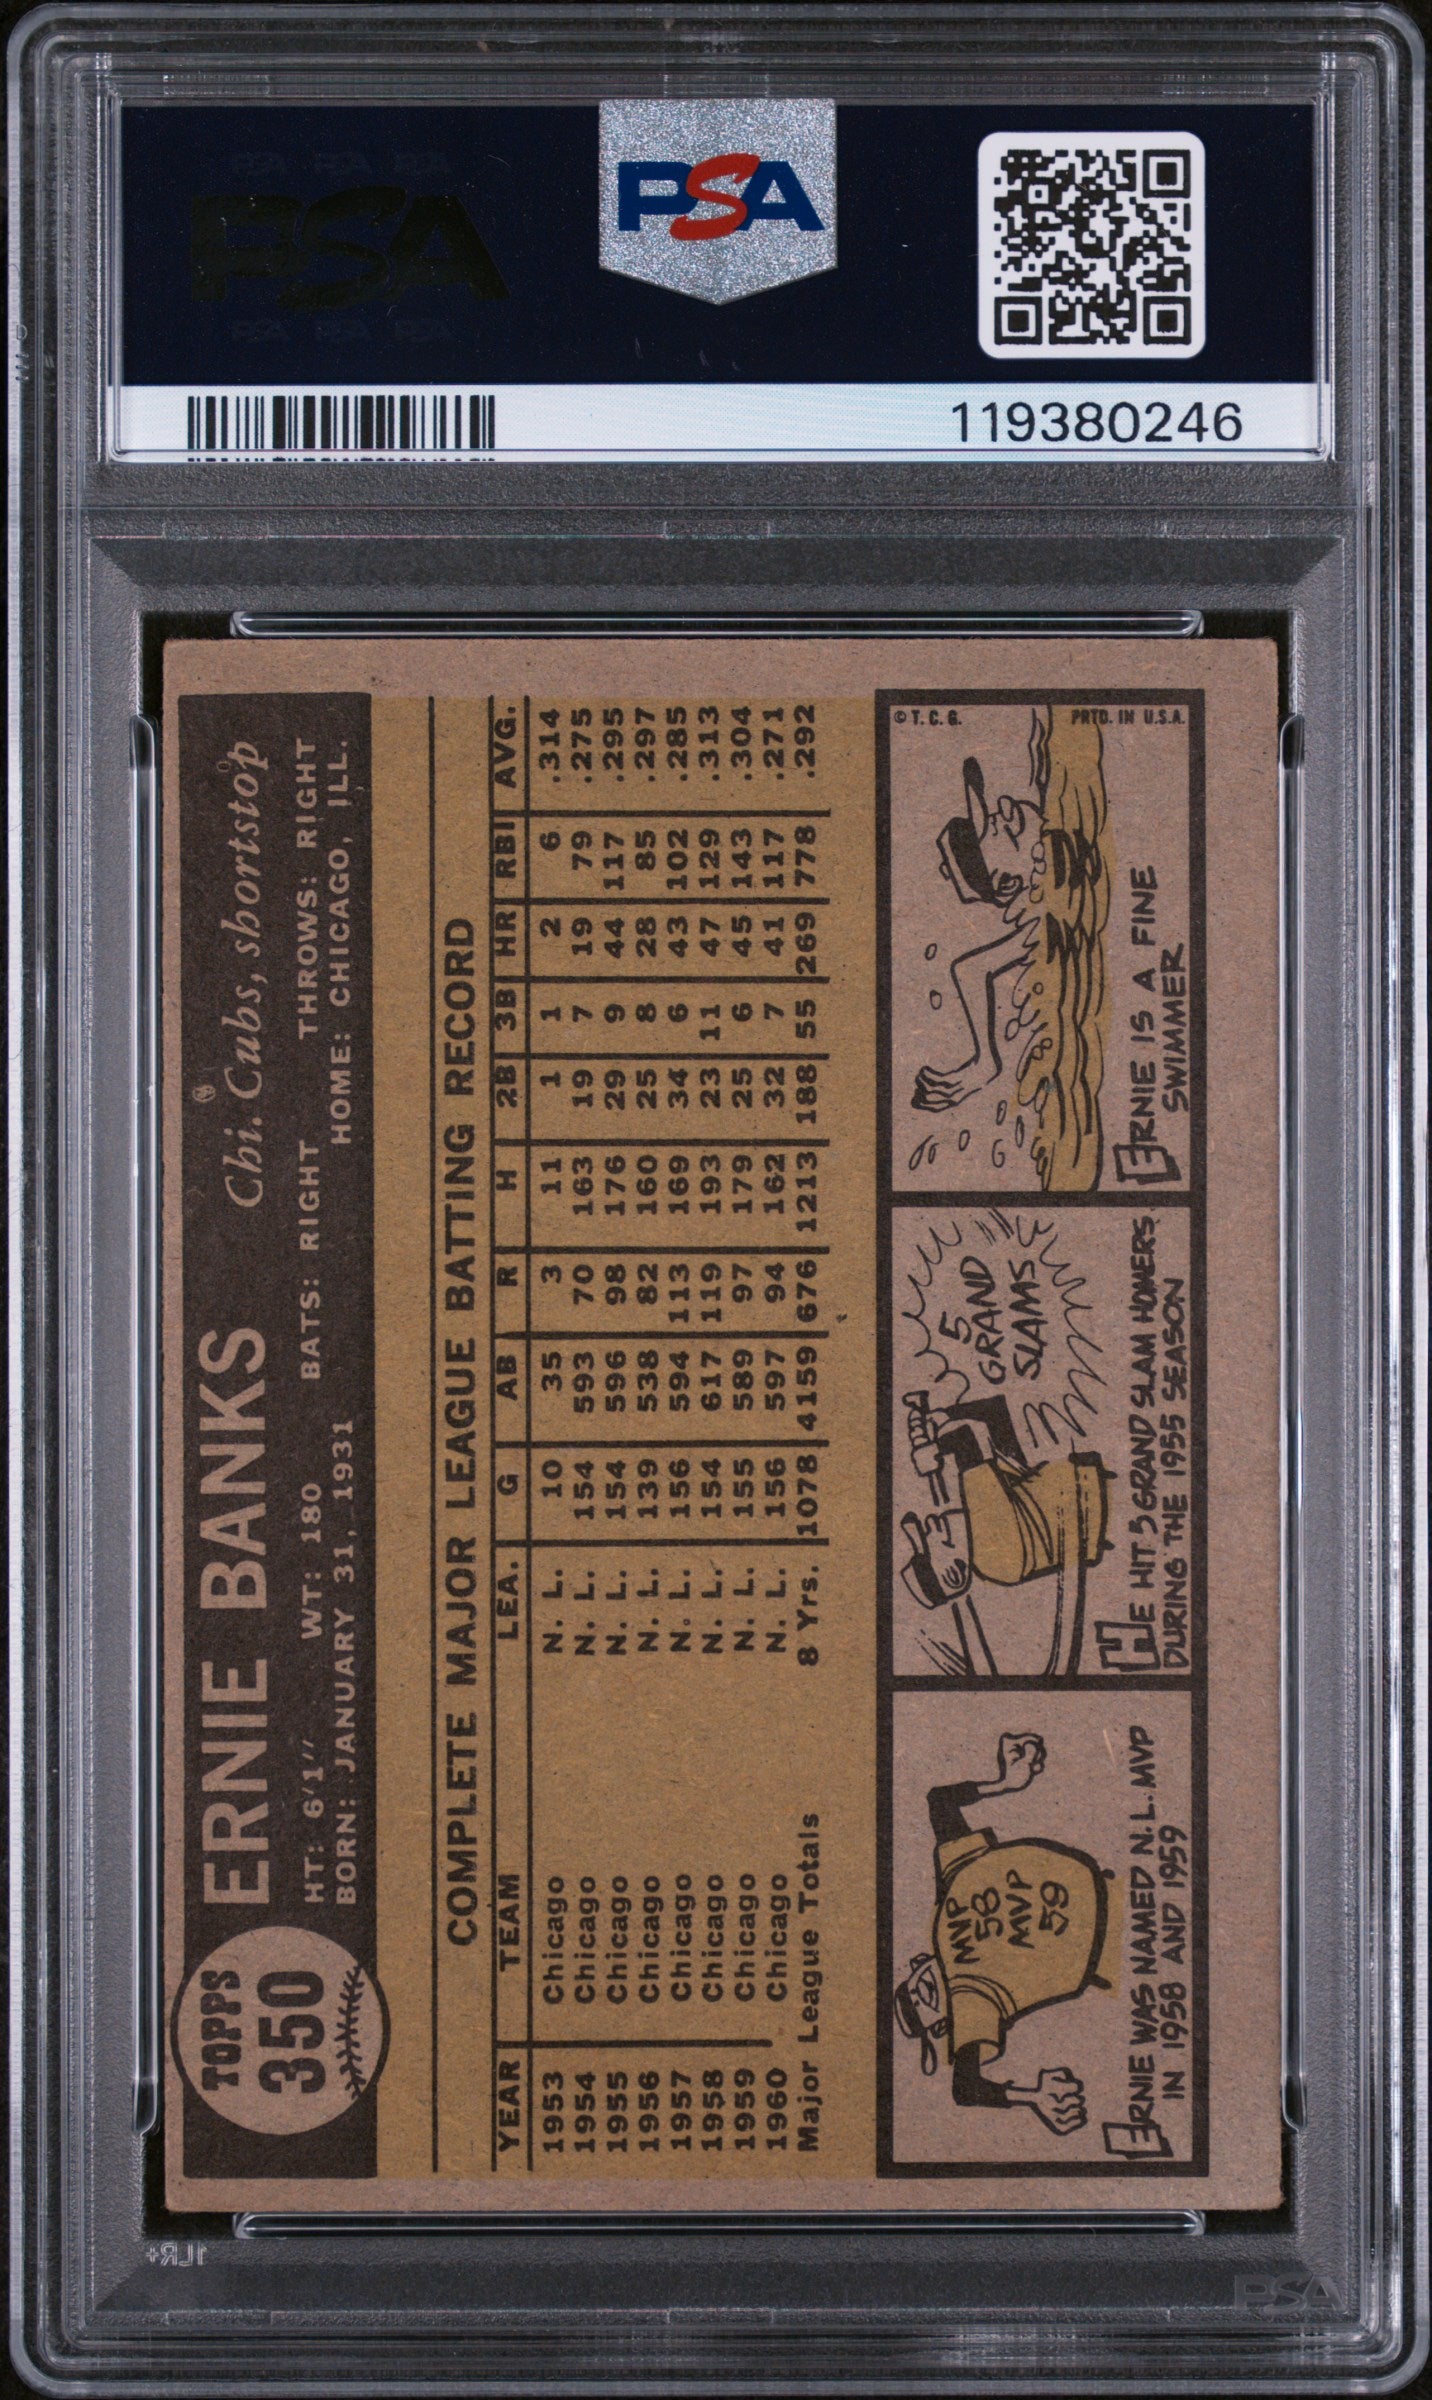 PSA PSA PSA
PSA
PSA PSA PSA
PSA
119380246
TOPPS
350
ERNIE BANKS Chi. Cubs, shortstop
HT: 6'1" WT: 180 BATS: RIGHT THROWS: RIGHT
BORN: JANUARY 31, 1931 HOME: CHICAGO, ILL.
COMPLETE MAJOR LEAGUE BATTING RECORD
YEAR TEAM LEA. G AB R H 2B 3B HR RBI AVG.
1953 Chicago N. L. 10 35 3 11 1 1 2 6 .314
1954 Chicago N. L. 154 593 70 163 19 7 19 79 .275
1955 Chicago N. L. 154 596 98 176 29 9 44 117 .295
1956 Chicago N. L. 139 538 82 160 25 8 28 85 .297
1957 Chicago N. L. 156 594 113 169 34 6 43 102 .285
1958 Chicago N. L. 154 617 119 193 23 11 47 129 .313
1959 Chicago N. L. 155 589 97 179 25 6 45 143 .304
1960 Chicago N. L. 156 597 94 162 32 7 41 117 .271
Major League Totals 8 Yrs. 1078 4159 676 1213 188 55 269 778 .292
MVP
58
MVP
59
ERNIE WAS NAMED N.L. MVP
IN 1958 AND 1959
5
GRAND
SLAMS
HE HIT 5 GRAND SLAM HOMERS
DURING THE 1955 SEASON
© T. C. G.
PRTD. IN U.S.A.
ERNIE IS A FINE
SWIMMER
1LR+
PSA